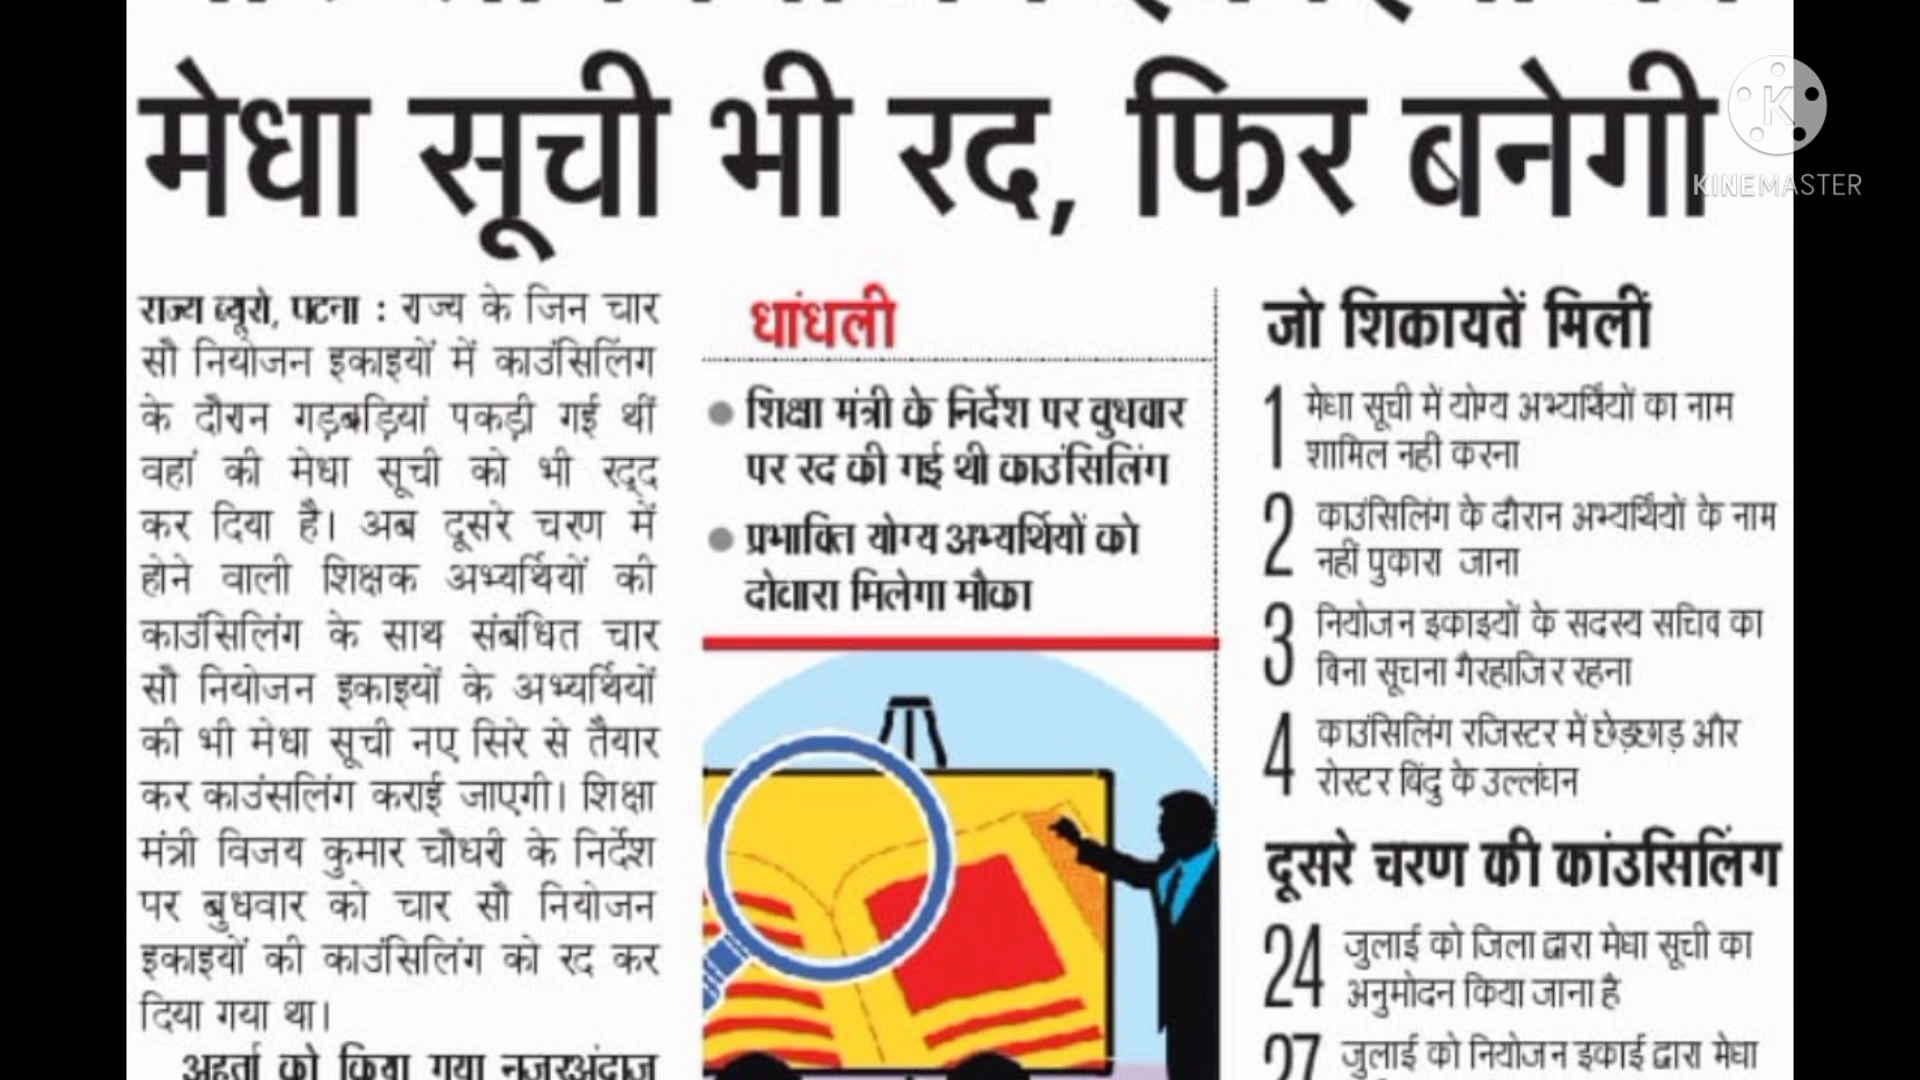 मेधा सूची भी रद, फिर बनेगी
KINEMASTER
राज्य ब्यूरो, पटना : राज्य के जिन चार
सौ नियोजन इकाइयों में काउंसिलिंग
के दौरान गड़बड़ियां पकड़ी गई थीं
वहां की मेधा सूची को भी रद्द
कर दिया है। अब दूसरे चरण में
होने वाली शिक्षक अभ्यर्थियों की
काउंसिलिंग के साथ संबंधित चार
सौ नियोजन इकाइयों के अभ्यर्थियों
की भी मेधा सूची नए सिरे से तैयार
कर काउंसलिंग कराई जाएगी। शिक्षा
मंत्री विजय कुमार चौधरी के निर्देश
पर बुधवार को चार सौ नियोजन
इकाइयों की काउंसिलिंग को रद कर
दिया गया था।
अहर्ता को किया गया नजरअंदाज
धांधली
शिक्षा मंत्री के निर्देश पर बुधवार
पर रद की गई थी काउंसिलिंग
प्रभावित योग्य अभ्यर्थियों को
दोबारा मिलेगा मौका
जो शिकायतें मिलीं
1 मेधा सूची में योग्य अभ्यर्थियों का नाम
शामिल नही करना
2 काउंसिलिंग के दौरान अभ्यर्थियों के नाम
नहीं पुकारा जाना
3 नियोजन इकाइयों के सदस्य सचिव का
बिना सूचना गैरहाजिर रहना
4 काउंसिलिंग रजिस्टर में छेड़छाड़ और
रोस्टर बिंदु के उल्लंघन
दूसरे चरण की कांउसिलिंग
24 जुलाई को जिला द्वारा मेधा सूची का
अनुमोदन किया जाना है
27 जुलाई को नियोजन इकाई द्वारा मेधा